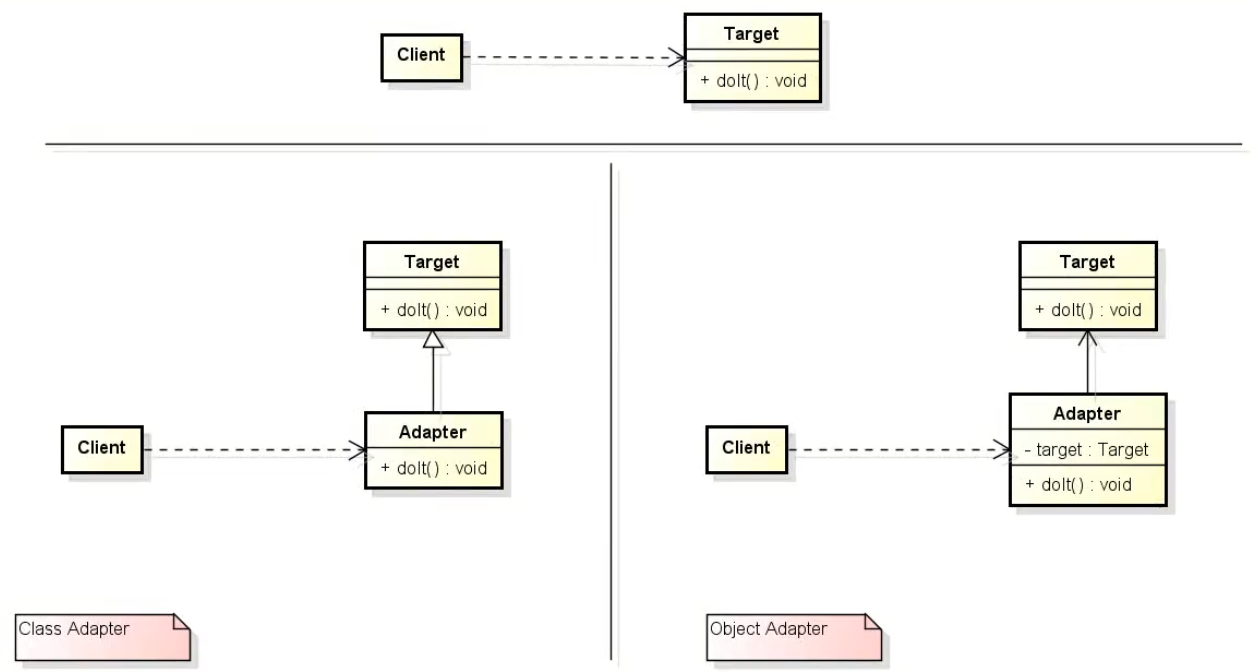 Client
Target
+ doIt() : void
Target
+ doIt() : void
Client
Adapter
+ doIt() : void
Class Adapter
Target
+ doIt() : void
Client
Adapter
- target : Target
+ doIt() : void
Object Adapter